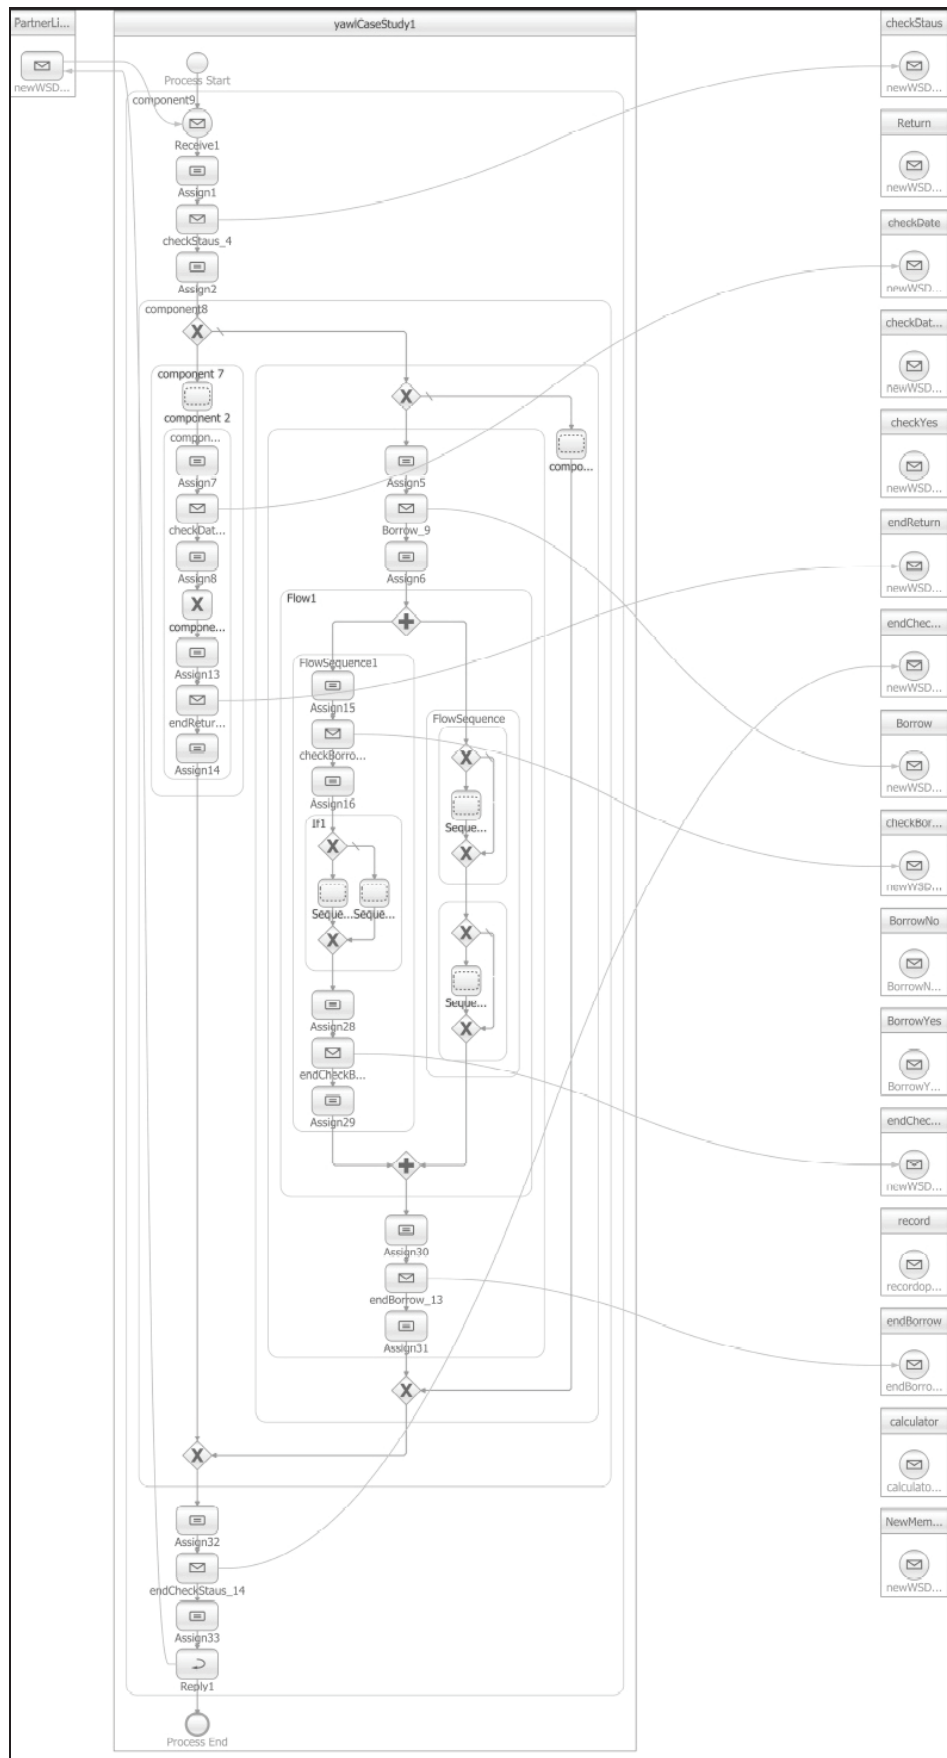 PartnerLi...
newWSD...
yawlCaseStudy1
Process Start
component9
Receive1
Assign1
checkStaus_4
Assign2
component8
component 7
component 2
compon...
Assign7
checkDat...
Assign8
compone...
Assign13
endRetur...
Assign14
compo...
Assign5
Borrow_9
Assign6
Flow1
FlowSequence1
Assign15
checkBorro...
Assign16
If1
Seque...
Seque...
Assign28
endCheckB...
Assign29
FlowSequence
Seque...
Seque...
Assign30
endBorrow_13
Assign31
Assign32
endCheckStaus_14
Assign33
Reply1
Process End
checkStaus
newWSD...
Return
newWSD...
checkDate
newWSD...
checkDat...
newWSD...
checkYes
newWSD...
endReturn
newWSD...
endChec...
newWSD...
Borrow
newWSD...
checkBor...
newWSD...
BorrowNo
BorrowN...
BorrowYes
BorrowY...
endChec...
newWSD...
record
recordop...
endBorrow
endBorro...
calculator
calculato...
NewMem...
newWSD...